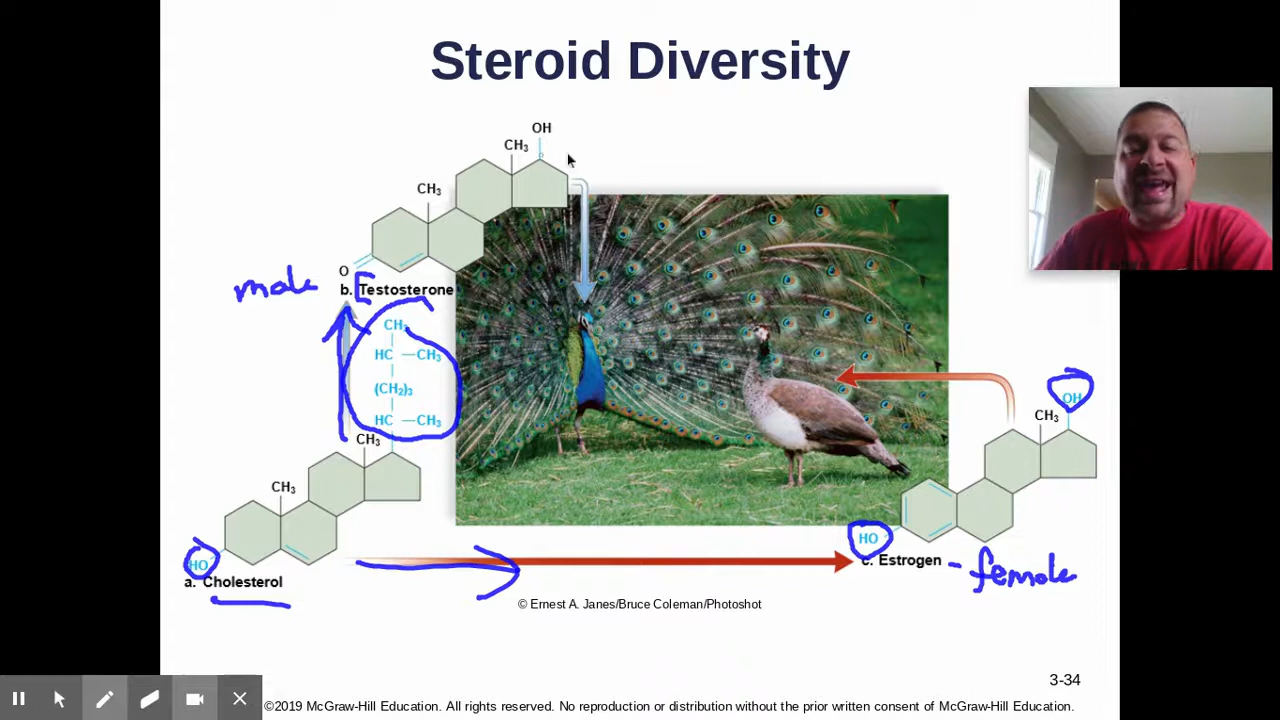 Steroid Diversity
OH
CH₃
CH₃
O
male
b. Testosterone
CH₃
HC — CH₃
(CH₂)₃
HC — CH₃
CH₃
CH₃
HO
a. Cholesterol
OH
CH₃
HO
c. Estrogen - female
© Ernest A. Janes/Bruce Coleman/Photoshot
3-34
©2019 McGraw-Hill Education. All rights reserved. No reproduction or distribution without the prior written consent of McGraw-Hill Education.